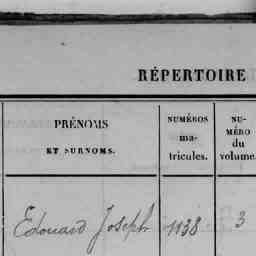 RÉPERTOIRE
PRÉNOMS
ET SURNOMS.
NUMÉROS
ma-
tricules.
NU-
MÉRO
du
volume.
Edouard Joseph 1138 3